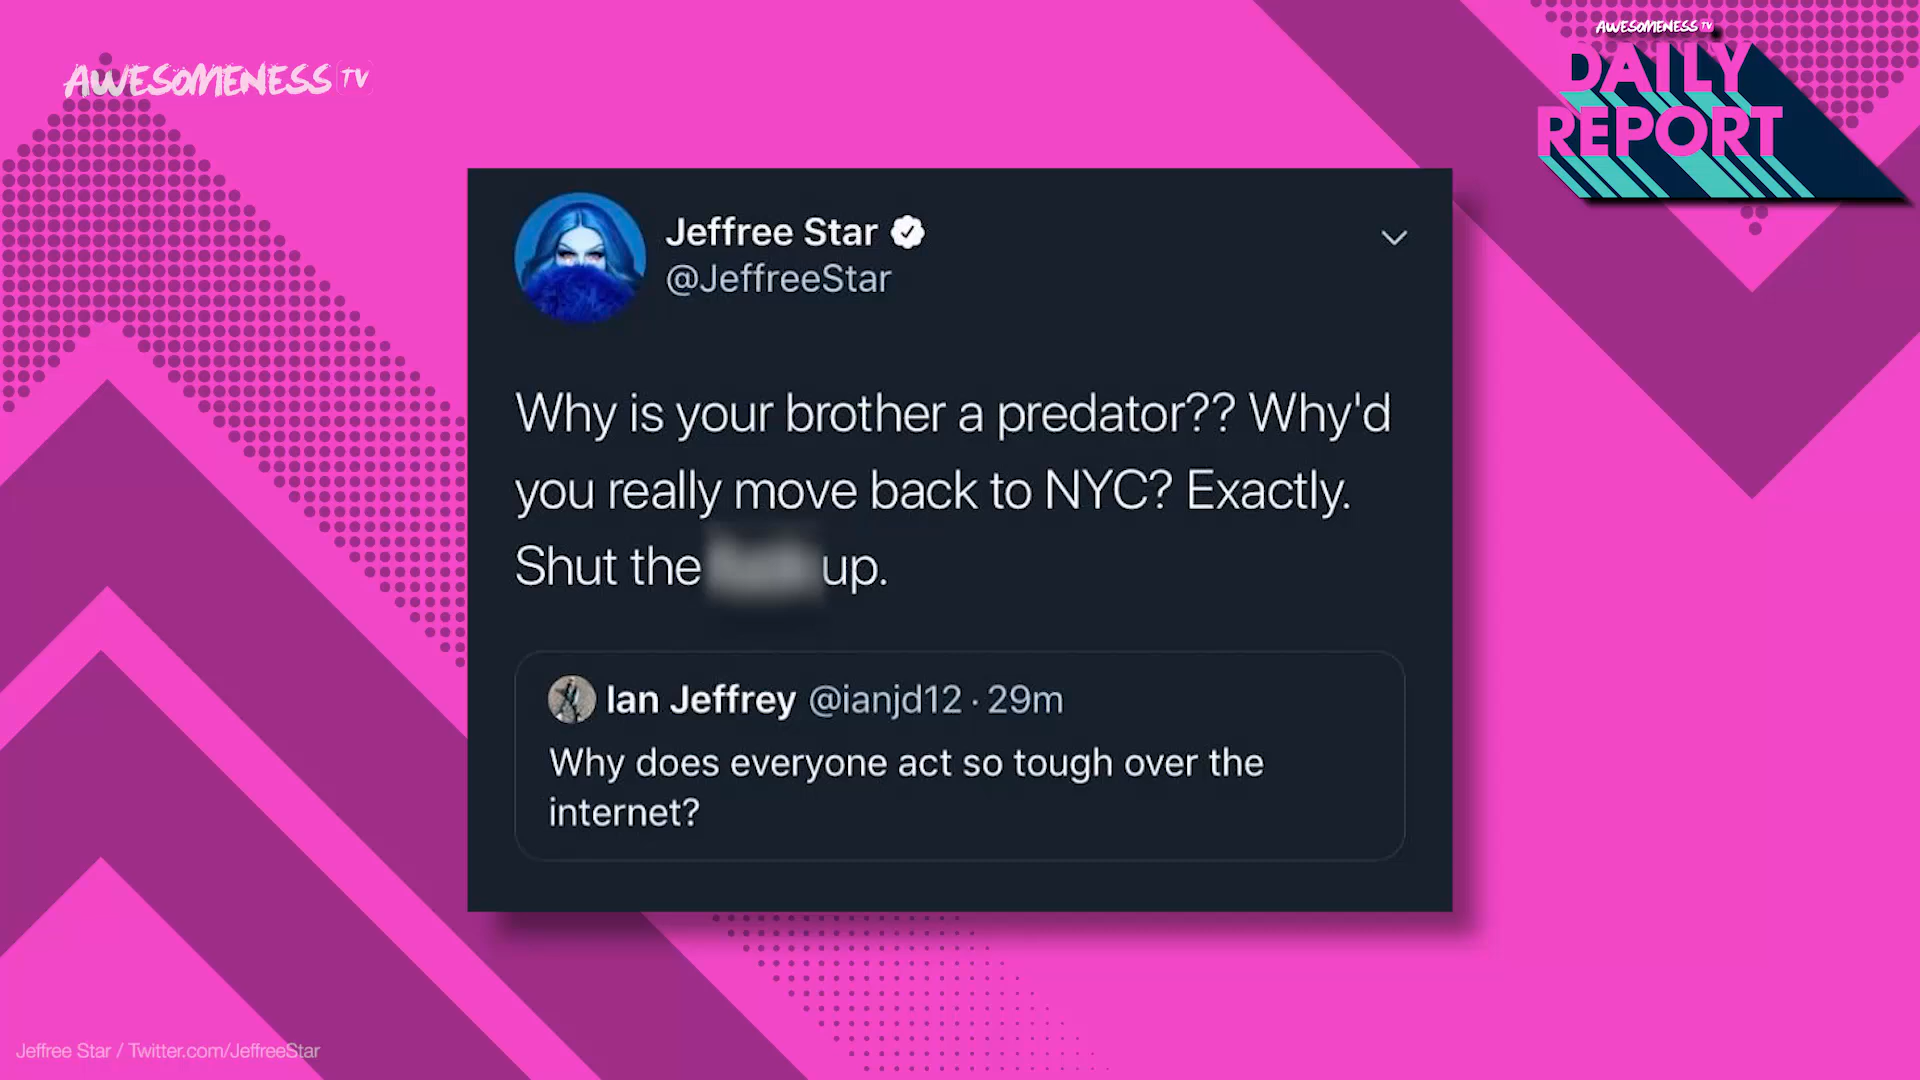 AWESOMENESS TV
AWESOMENESS TV
DAILY
REPORT
Jeffree Star
@JeffreeStar
Why is your brother a predator?? Why'd
you really move back to NYC? Exactly.
Shut the up.
Ian Jeffrey @ianjd12 · 29m
Why does everyone act so tough over the
internet?
Jeffree Star / Twitter.com/JeffreeStar